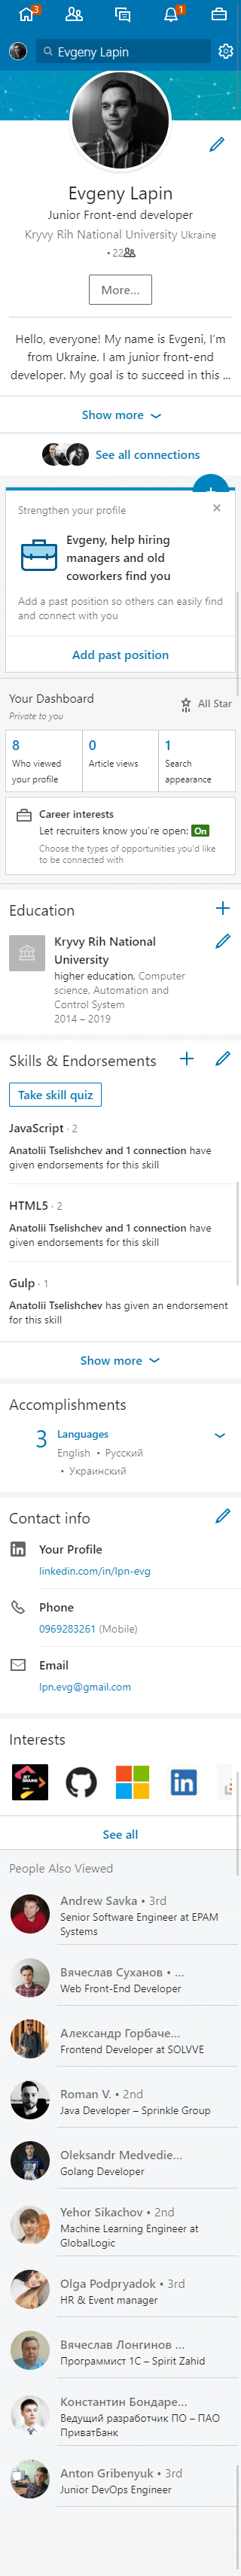 3
1
Evgeny Lapin
Evgeny Lapin
Junior Front-end developer
Kryvy Rih National University Ukraine
• 22
More...
Hello, everyone! My name is Evgeni, I'm
from Ukraine. I am junior front-end
developer. My goal is to succeed in this ...
Show more
See all connections
Strengthen your profile
Evgeny, help hiring
managers and old
coworkers find you
Add a past position so others can easily find
and connect with you
Add past position
Your Dashboard
Private to you
All Star
8
Who viewed
your profile
0
Article views
1
Search
appearance
Career interests
Let recruiters know you're open: On
Choose the types of opportunities you'd like
to be connected with
Education
Kryvy Rih National
University
higher education, Computer
science, Automation and
Control System
2014 – 2019
Skills & Endorsements
Take skill quiz
JavaScript · 2
Anatolii Tselishchev and 1 connection have
given endorsements for this skill
HTML5 · 2
Anatolii Tselishchev and 1 connection have
given endorsements for this skill
Gulp · 1
Anatolii Tselishchev has given an endorsement
for this skill
Show more
Accomplishments
3
Languages
English • Русский
• Украинский
Contact info
Your Profile
linkedin.com/in/lpn-evg
Phone
0969283261 (Mobile)
Email
lpn.evg@gmail.com
Interests
in
See all
People Also Viewed
Andrew Savka • 3rd
Senior Software Engineer at EPAM
Systems
Вячеслав Суханов • ...
Web Front-End Developer
Александр Горбаче...
Frontend Developer at SOLVVE
Roman V. • 2nd
Java Developer – Sprinkle Group
Oleksandr Medvedie...
Golang Developer
Yehor Sikachov • 2nd
Machine Learning Engineer at
GlobalLogic
Olga Podpryadok • 3rd
HR & Event manager
Вячеслав Лонгинов ...
Программист 1С – Spirit Zahid
Константин Бондаре...
Ведущий разработчик ПО – ПАО
ПриватБанк
Anton Gribenyuk • 3rd
Junior DevOps Engineer